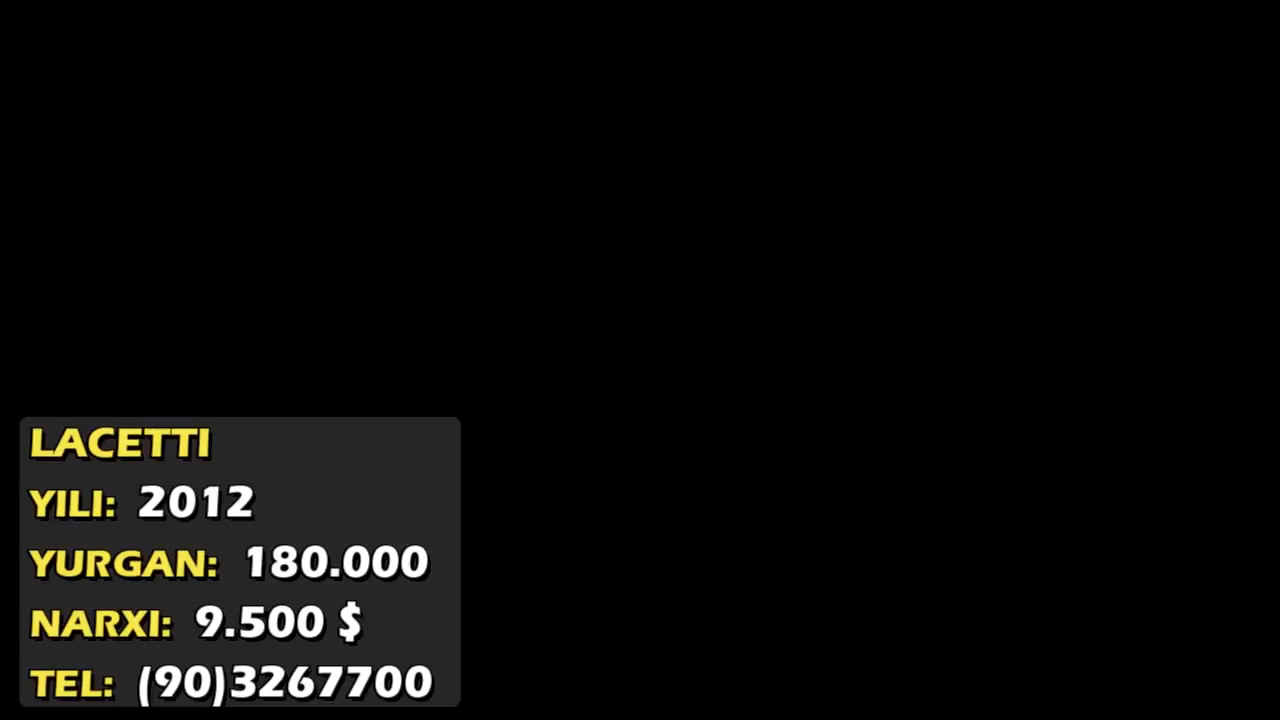 LACETTI
YILI: 2012
YURGAN: 180.000
NARXI: 9.500 $
TEL: (90)3267700